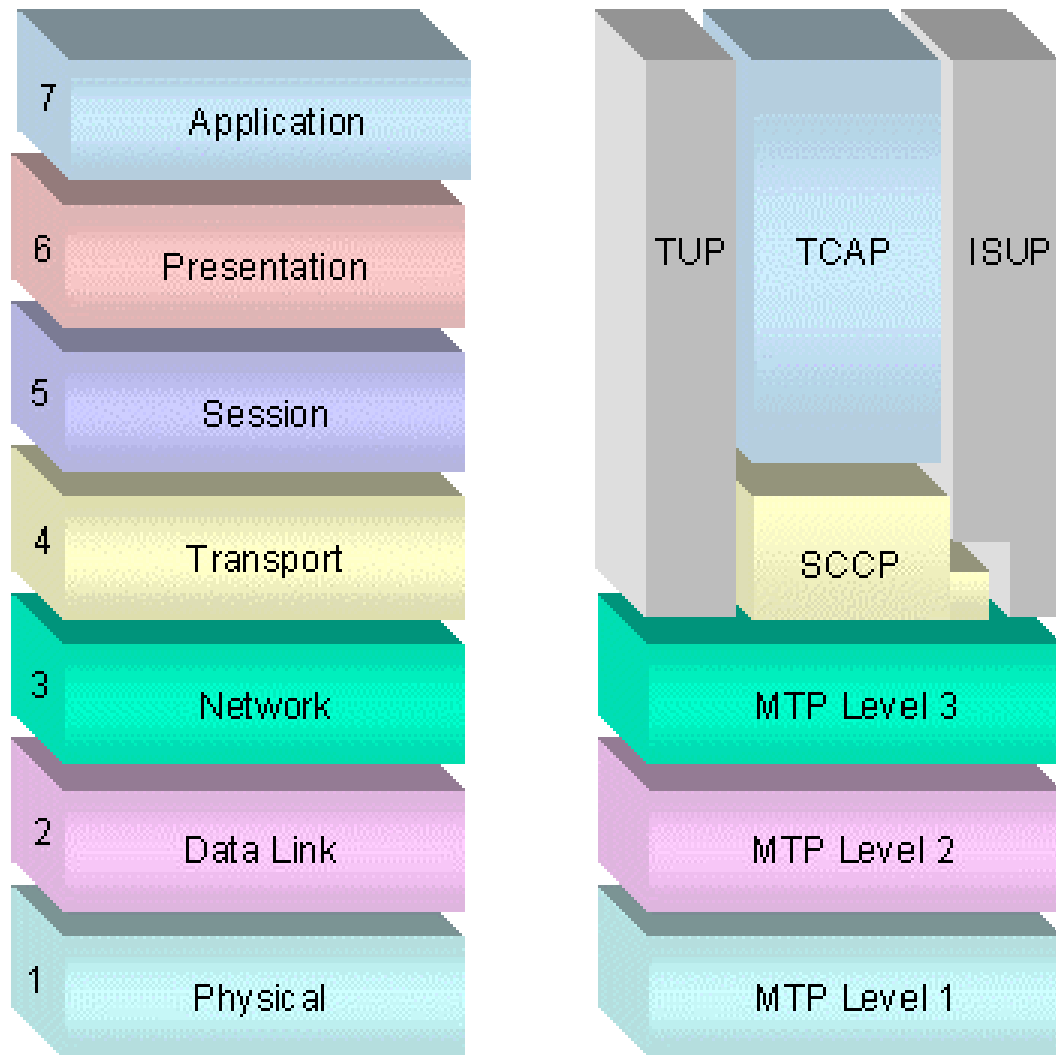 7
Application
6
Presentation
5
Session
4
Transport
3
Network
2
Data Link
1
Physical
TUP
TCAP
ISUP
SCCP
MTP Level 3
MTP Level 2
MTP Level 1